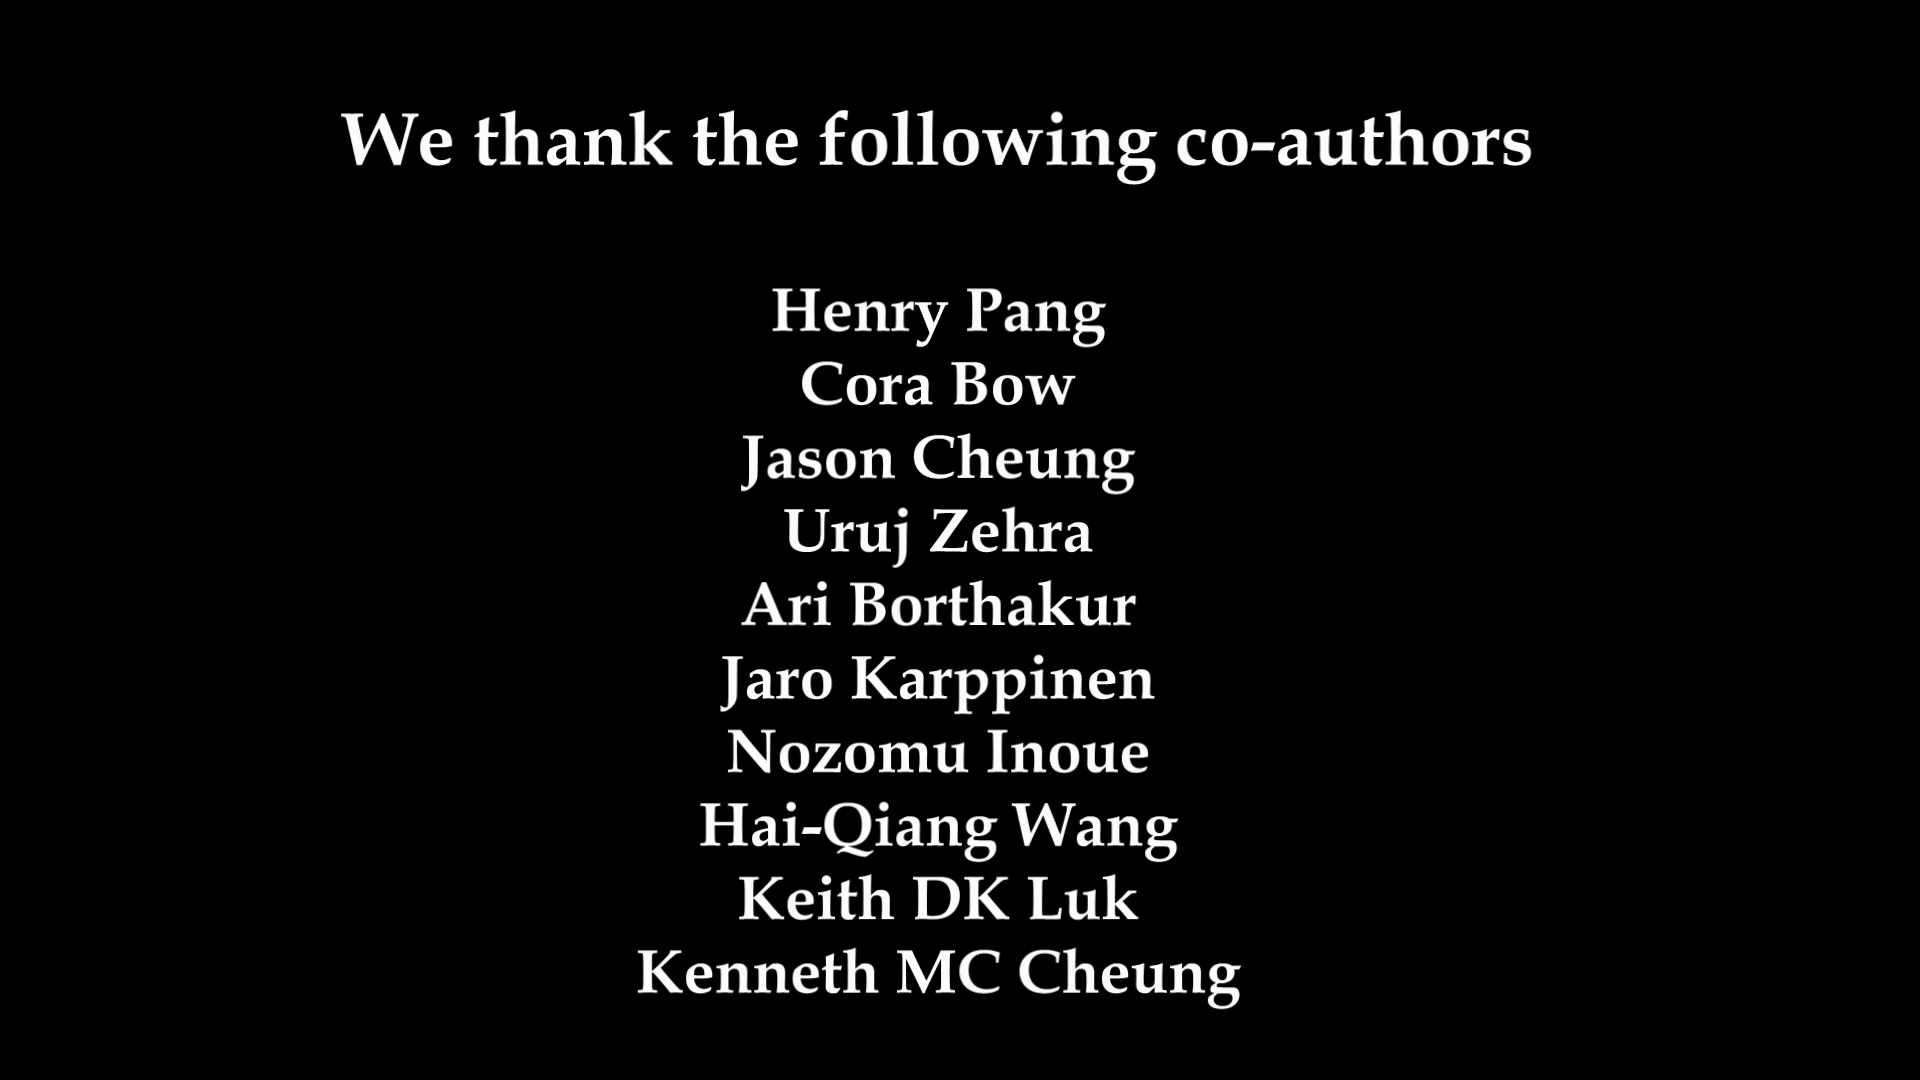 We thank the following co-authors
Henry Pang
Cora Bow
Jason Cheung
Uruj Zehra
Ari Borthakur
Jaro Karppinen
Nozomu Inoue
Hai-Qiang Wang
Keith DK Luk
Kenneth MC Cheung